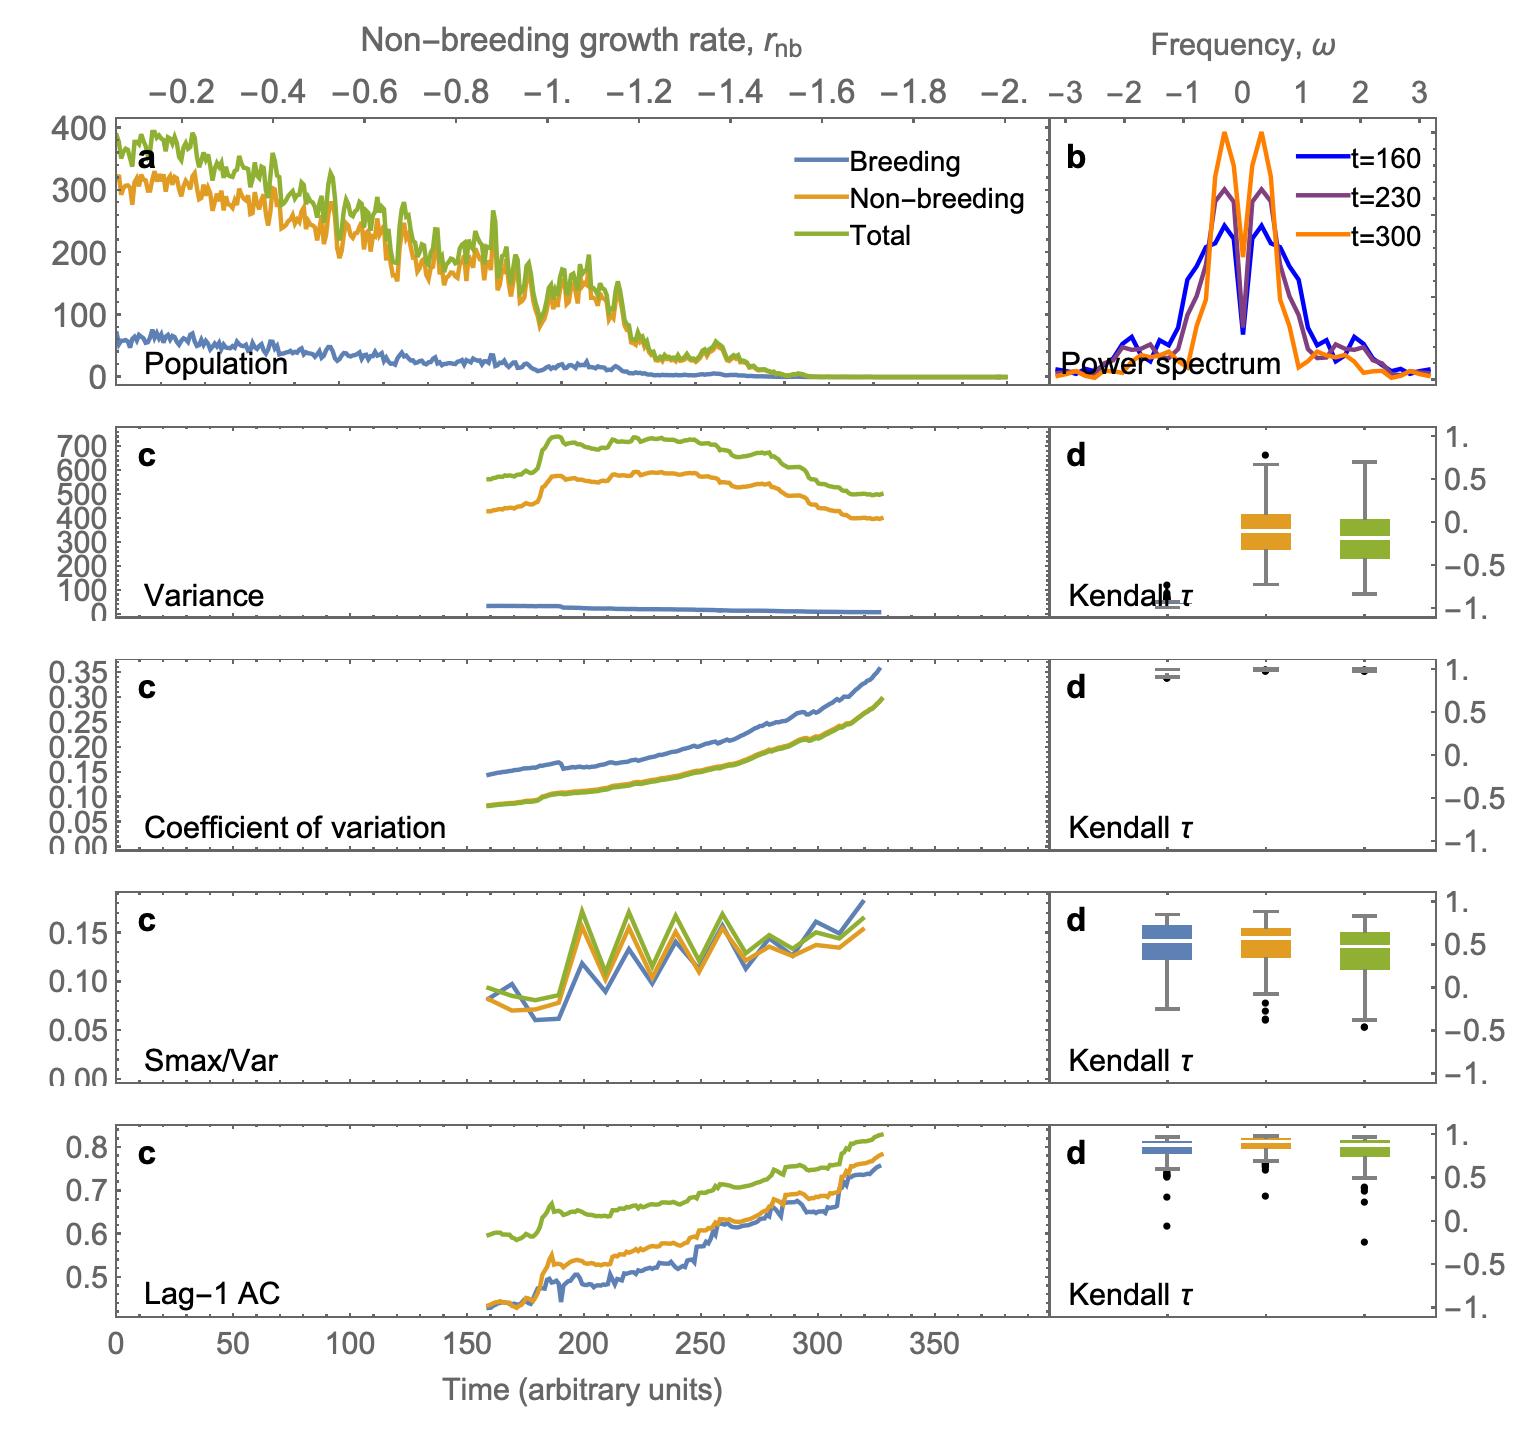 Non−breeding growth rate, rnb
Frequency, ω
−0.2 −0.4 −0.6 −0.8 −1. −1.2 −1.4 −1.6 −1.8 −2.
−3 −2 −1 0 1 2 3
400
300
200
100
0
a
Breeding
Non−breeding
Total
Population
b
t=160
t=230
t=300
Power spectrum
700
600
500
400
300
200
100
0
c
Variance
d
Kendall τ
1.
0.5
0.
−0.5
−1.
0.35
0.30
0.25
0.20
0.15
0.10
0.05
0.00
c
Coefficient of variation
d
Kendall τ
1.
0.5
0.
−0.5
−1.
0.15
0.10
0.05
0.00
c
Smax/Var
d
Kendall τ
1.
0.5
0.
−0.5
−1.
0.8
0.7
0.6
0.5
c
Lag−1 AC
d
Kendall τ
1.
0.5
0.
−0.5
−1.
0 50 100 150 200 250 300 350
Time (arbitrary units)